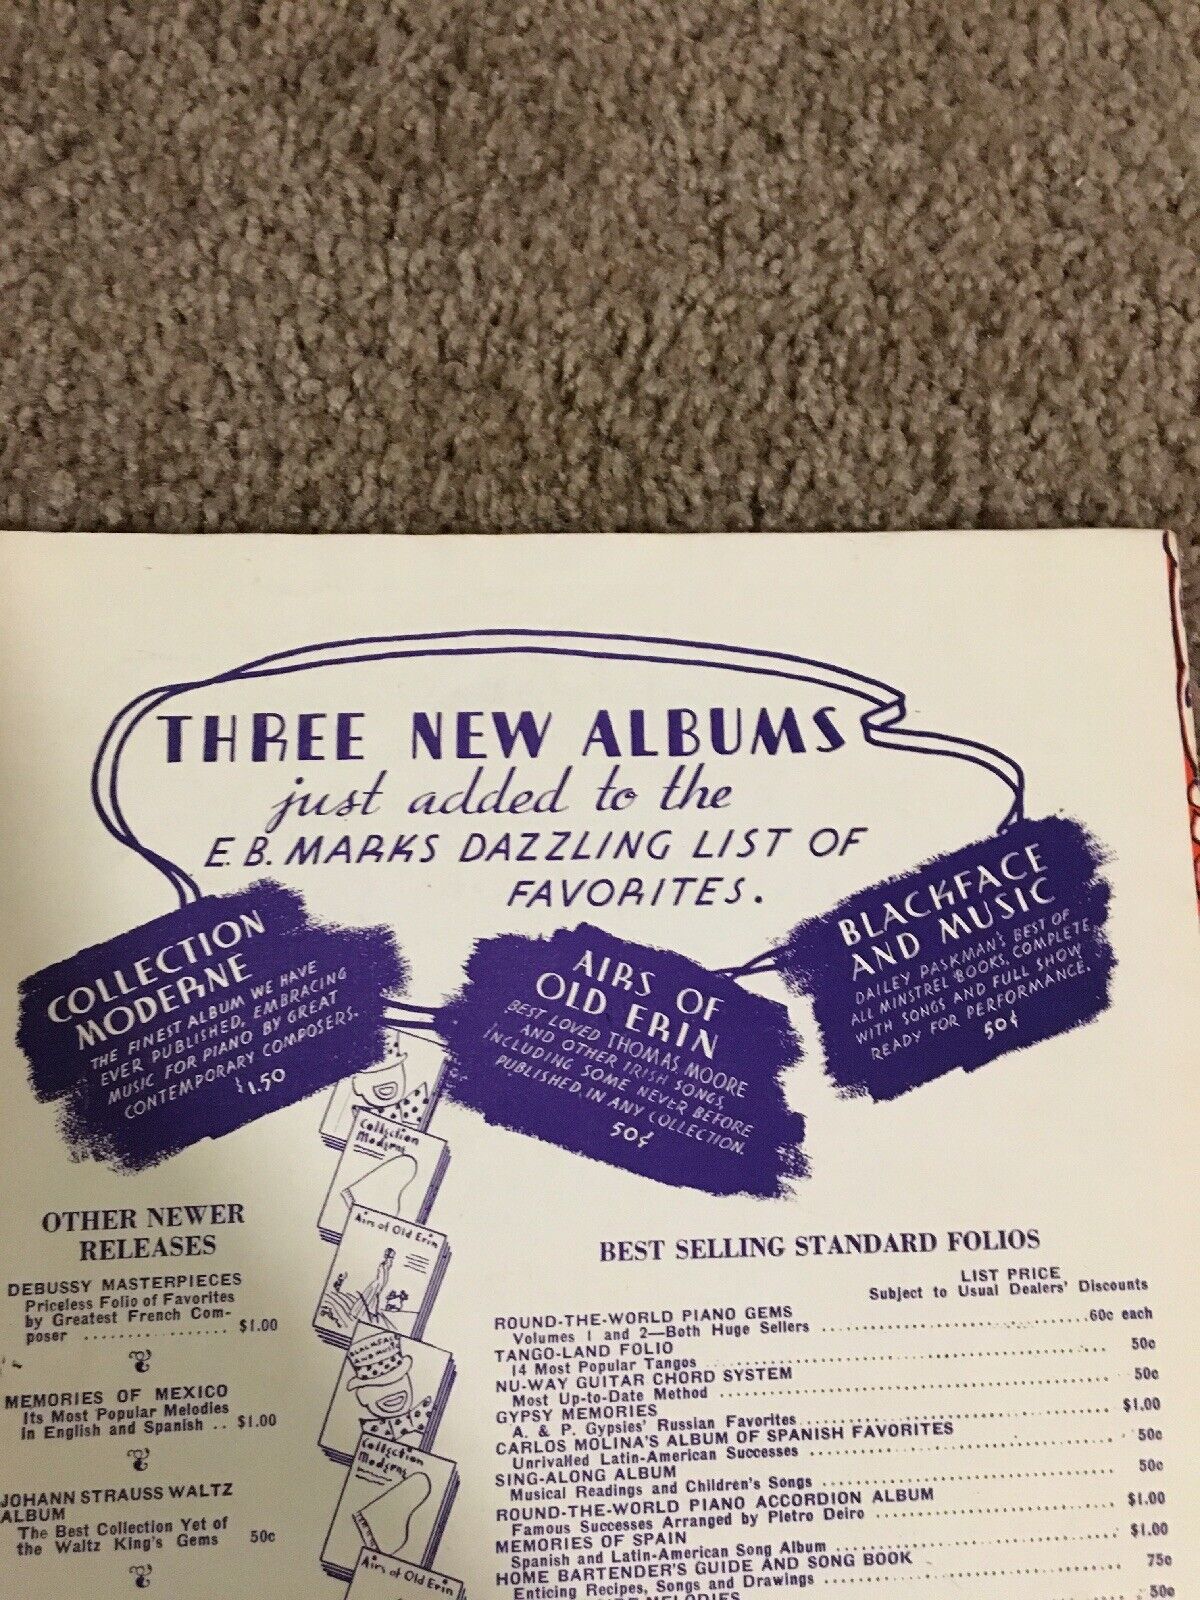 THREE NEW ALBUMS
just added to the
E.B. MARKS DAZZLING LIST OF
FAVORITES.
COLLECTION
MODERNE
THE FINEST ALBUM WE HAVE
EVER PUBLISHED, EMBRACING
MUSIC FOR PIANO BY GREAT
CONTEMPORARY COMPOSERS.
$1.50
AIRS OF
OLD ERIN
BEST LOVED THOMAS MOORE
AND OTHER IRISH SONGS,
INCLUDING SOME NEVER BEFORE
PUBLISHED IN ANY COLLECTION.
50¢
BLACKFACE
AND MUSIC
DAILEY PASKMAN'S BEST OF
ALL MINSTREL BOOKS. COMPLETE
WITH SONGS AND FULL SHOW
READY FOR PERFORMANCE.
50¢
Collection
Moderne
Airs of Old Erin
BLACKFACE
AND MUSIC
Collection
Moderne
Airs of Old Erin
OTHER NEWER
RELEASES
DEBUSSY MASTERPIECES
Priceless Folio of Favorites
by Greatest French Com-
poser ................. $1.00
MEMORIES OF MEXICO
Its Most Popular Melodies
in English and Spanish .. $1.00
JOHANN STRAUSS WALTZ
ALBUM
The Best Collection Yet of
the Waltz King's Gems 50c
BEST SELLING STANDARD FOLIOS
LIST PRICE
Subject to Usual Dealers' Discounts
ROUND-THE-WORLD PIANO GEMS
Volumes 1 and 2—Both Huge Sellers ........ 60c each
TANGO-LAND FOLIO
14 Most Popular Tangos ........ 50c
NU-WAY GUITAR CHORD SYSTEM
Most Up-to-Date Method ........ 50c
GYPSY MEMORIES
A. & P. Gypsies' Russian Favorites ........ $1.00
CARLOS MOLINA'S ALBUM OF SPANISH FAVORITES
Unrivalled Latin-American Successes ........ 50c
SING-ALONG ALBUM
Musical Readings and Children's Songs ........ 50c
ROUND-THE-WORLD PIANO ACCORDION ALBUM
Famous Successes Arranged by Pietro Deiro ........ $1.00
MEMORIES OF SPAIN
Spanish and Latin-American Song Album ........ $1.00
HOME BARTENDER'S GUIDE AND SONG BOOK
Enticing Recipes, Songs and Drawings ........ 75c
MELODIES
50c